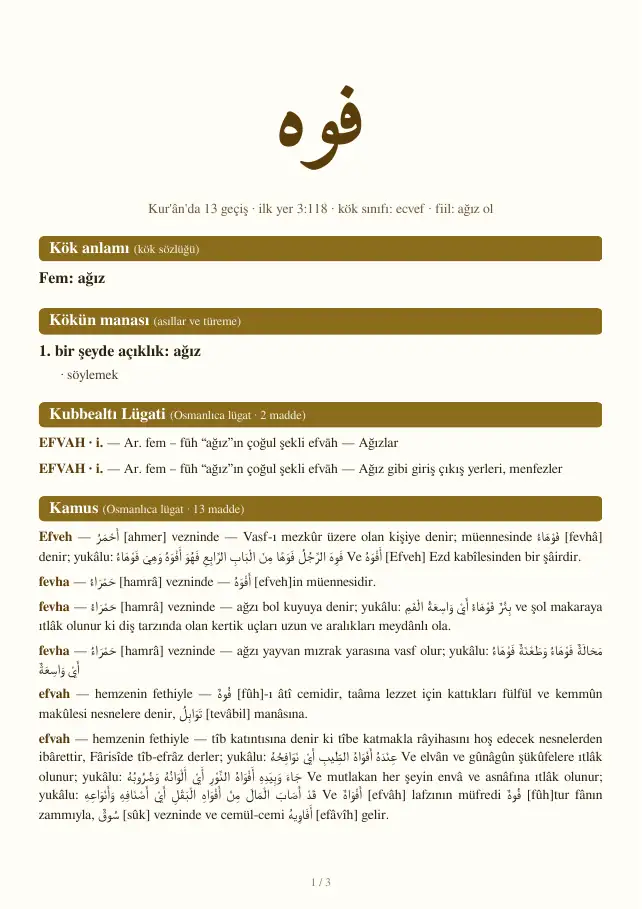 فوه
Kur'ân'da 13 geçiş · ilk yer 3:118 · kök sınıfı: ecvef · fiil: ağız ol
Kök anlamı (kök sözlüğü)
Fem: ağız
Kökün manası (asıllar ve türeme)
1. bir şeyde açıklık: ağız
· söylemek
Kubbealtı Lügati (Osmanlıca lügat · 2 madde)
EFVAH · i. — Ar. fem – fūh “ağız”ın çoğul şekli efvāh — Ağızlar
EFVAH · i. — Ar. fem – fūh “ağız”ın çoğul şekli efvāh — Ağız gibi giriş çıkış yerleri, menfezler
Kamus (Osmanlıca lügat · 13 madde)
Efveh — أَحْمَرُ [ahmer] vezninde — Vasf-ı mezkûr üzere olan kişiye denir; müennesinde فَوْهَاءُ [fevhâ]
denir; yukâlu: فَوِهَ الرَّجُلُ فَوَهًا مِنَ الْبَابِ الرَّابِعِ فَهُوَ أَفْوَهُ وَهِيَ فَوْهَاءُ Ve أَفْوَهُ [Efveh] Ezd kabîlesinden bir şâirdir.
fevha — حَمْرَاءُ [hamrâ] vezninde — أَفْوَهُ [efveh]in müennesidir.
fevha — حَمْرَاءُ [hamrâ] vezninde — ağzı bol kuyuya denir; yukâlu: بِئْرٌ فَوْهَاءُ أَيْ وَاسِعَةُ الْفَمِ ve şol makaraya
ıtlâk olunur ki diş tarzında olan kertik uçları uzun ve aralıkları meydânlı ola.
fevha — حَمْرَاءُ [hamrâ] vezninde — ağzı yayvan mızrak yarasına vasf olur; yukâlu: مَحَالَةٌ فَوْهَاءُ وَطَعْنَةٌ فَوْهَاءُ
أَيْ وَاسِعَةٌ
efvah — hemzenin fethiyle — فُوهٌ [fûh]-ı âtî cemidir, taâma lezzet için kattıkları fülfül ve kemmûn
makûlesi nesnelere denir, تَوَابِلُ [tevâbil] manâsına.
efvah — hemzenin fethiyle — tîb katıntısına denir ki tîbe katmakla râyihasını hoş edecek nesnelerden
ibârettir, Fârisîde tîb-efrâz derler; yukâlu: عِنْدَهُ أَفْوَاهُ الطِّيبِ أَيْ نَوَافِحُهُ Ve elvân ve gûnâgûn şükûfelere ıtlâk
olunur; yukâlu: جَاءَ وَبِيَدِهِ أَفْوَاهُ النَّوْرِ أَيْ أَلْوَانُهُ وَضُرُوبُهُ Ve mutlakan her şeyin envâ ve asnâfına ıtlâk olunur;
yukâlu: قَدْ أَصَابَ الْمَالَ مِنْ أَفْوَاهِ الْبَقْلِ أَيْ أَصْنَافِهِ وَأَنْوَاعِهِ Ve أَفْوَاهٌ [efvâh] lafzının müfredi فُوهٌ [fûh]tur fânın
zammıyla, سُوقٌ [sûk] vezninde ve cemül-cemi أَفَاوِيهُ [efâvîh] gelir.
1 / 3